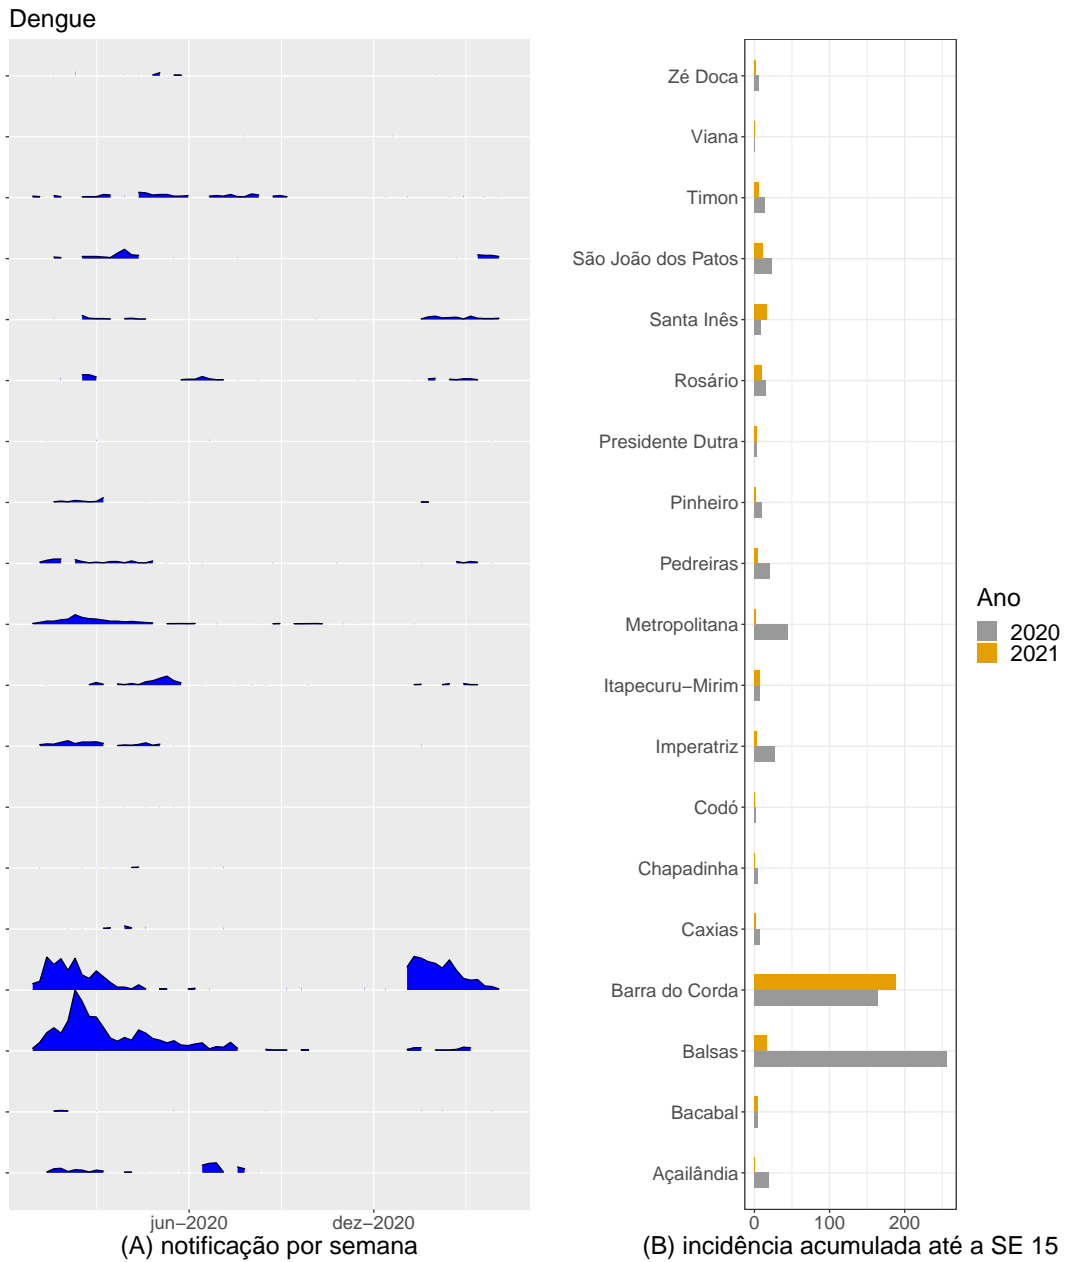 Dengue
Zé Doca
Viana
Timon
São João dos Patos
Santa Inês
Rosário
Presidente Dutra
Pinheiro
Pedreiras
Metropolitana
Itapecuru−Mirim
Imperatriz
Codó
Chapadinha
Caxias
Barra do Corda
Balsas
Bacabal
Açailândia
Ano
2020
2021
jun−2020 dez−2020
0 100 200
(A) notificação por semana
(B) incidência acumulada até a SE 15